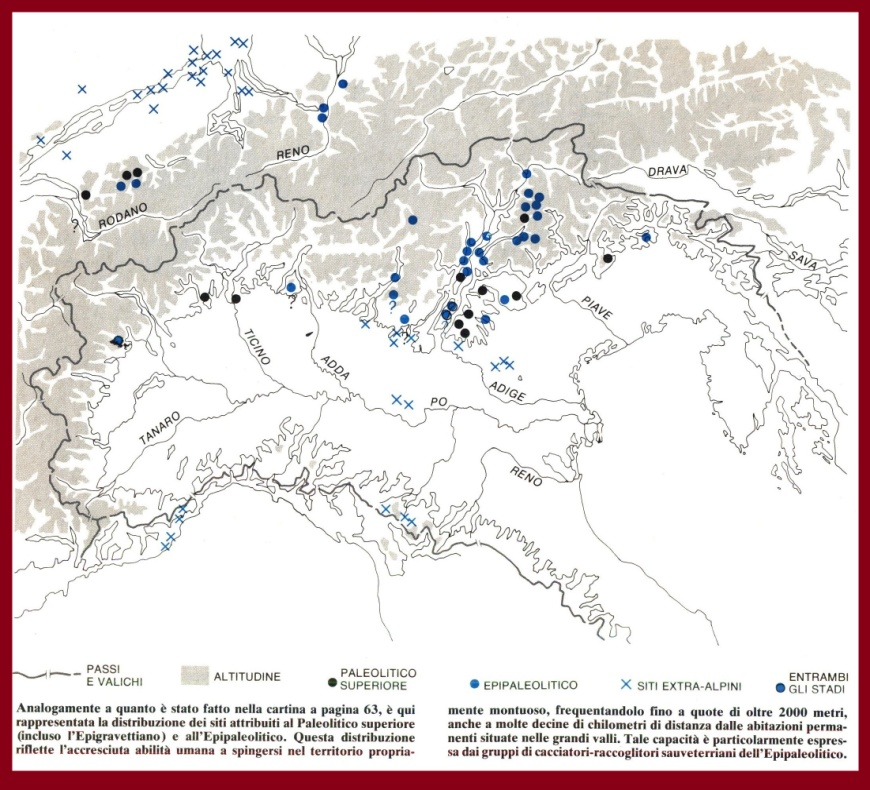 RENO
DRAVA
RODANO
?
SAVA
?
?
?
PIAVE
TICINO
ADDA
ADIGE
PO
TANARO
RENO
PASSI
E VALICHI
ALTITUDINE
PALEOLITICO
SUPERIORE
EPIPALEOLITICO
SITI EXTRA-ALPINI
ENTRAMBI
GLI STADI
Analogamente a quanto è stato fatto nella cartina a pagina 63, è qui
rappresentata la distribuzione dei siti attribuiti al Paleolitico superiore
(incluso l'Epigravettiano) e all'Epipaleolitico. Questa distribuzione
riflette l'accresciuta abilità umana a spingersi nel territorio propria-
mente montuoso, frequentandolo fino a quote di oltre 2000 metri,
anche a molte decine di chilometri di distanza dalle abitazioni perma-
nenti situate nelle grandi valli. Tale capacità è particolarmente espres-
sa dai gruppi di cacciatori-raccoglitori sauveterriani dell'Epipaleolitico.